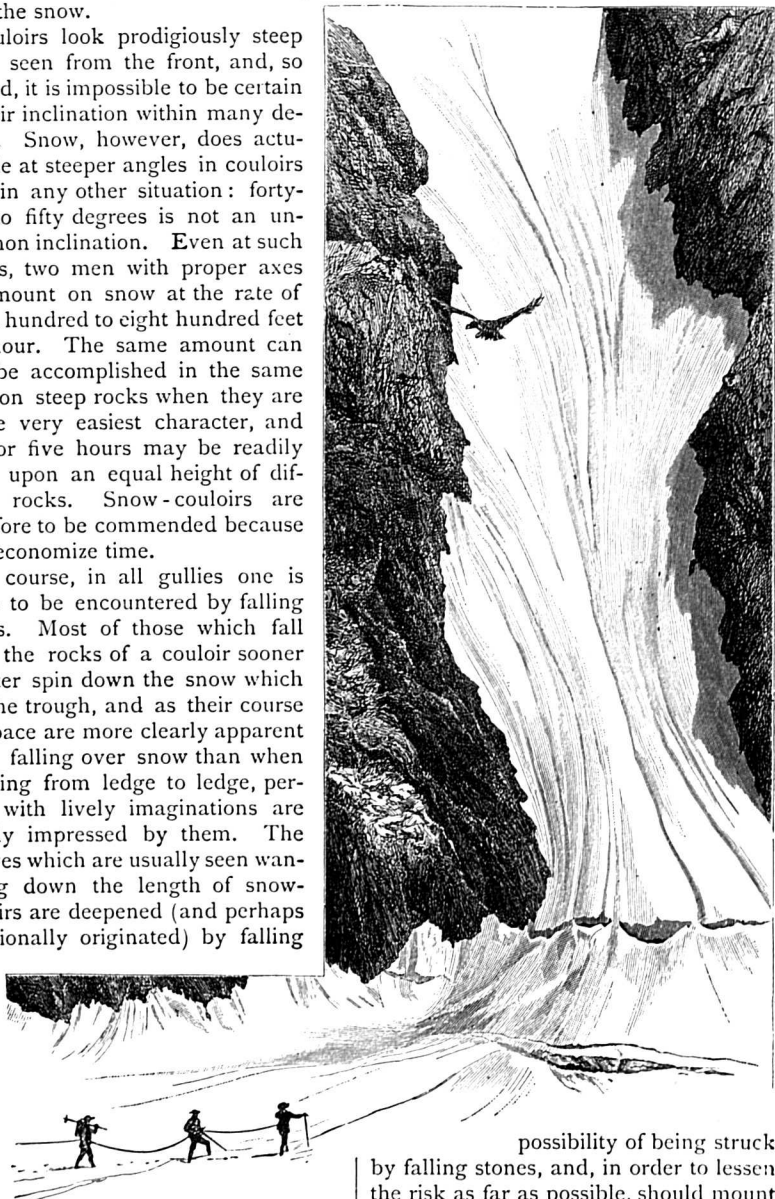 the snow.
uloirs look prodigiously steep
seen from the front, and, so
d, it is impossible to be certain
ir inclination within many de-
Snow, however, does actu-
e at steeper angles in couloirs
in any other situation: forty-
o fifty degrees is not an un-
non inclination. Even at such
s, two men with proper axes
mount on snow at the rate of
hundred to eight hundred feet
our. The same amount can
be accomplished in the same
on steep rocks when they are
e very easiest character, and
or five hours may be readily
upon an equal height of dif-
rocks. Snow-couloirs are
fore to be commended because
economize time.
course, in all gullies one is
to be encountered by falling
s. Most of those which fall
the rocks of a couloir sooner
ter spin down the snow which
he trough, and as their course
pace are more clearly apparent
falling over snow than when
ing from ledge to ledge, per-
with lively imaginations are
ly impressed by them. The
es which are usually seen wan-
g down the length of snow-
irs are deepened (and perhaps
ionally originated) by falling
possibility of being struck
by falling stones, and, in order to lessen
the risk as far as possible, should mount